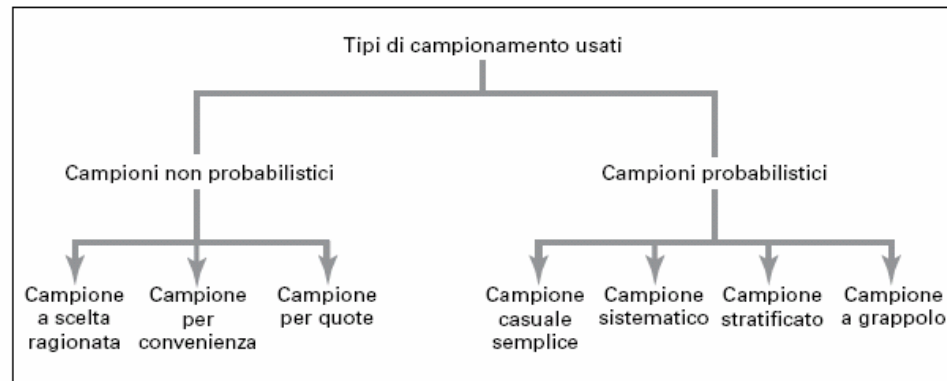 Tipi di campionamento usati
Campioni non probabilistici
Campioni probabilistici
Campione
a scelta
ragionata
Campione
per
convenienza
Campione
per quote
Campione
casuale
semplice
Campione
sistematico
Campione
stratificato
Campione
a grappolo